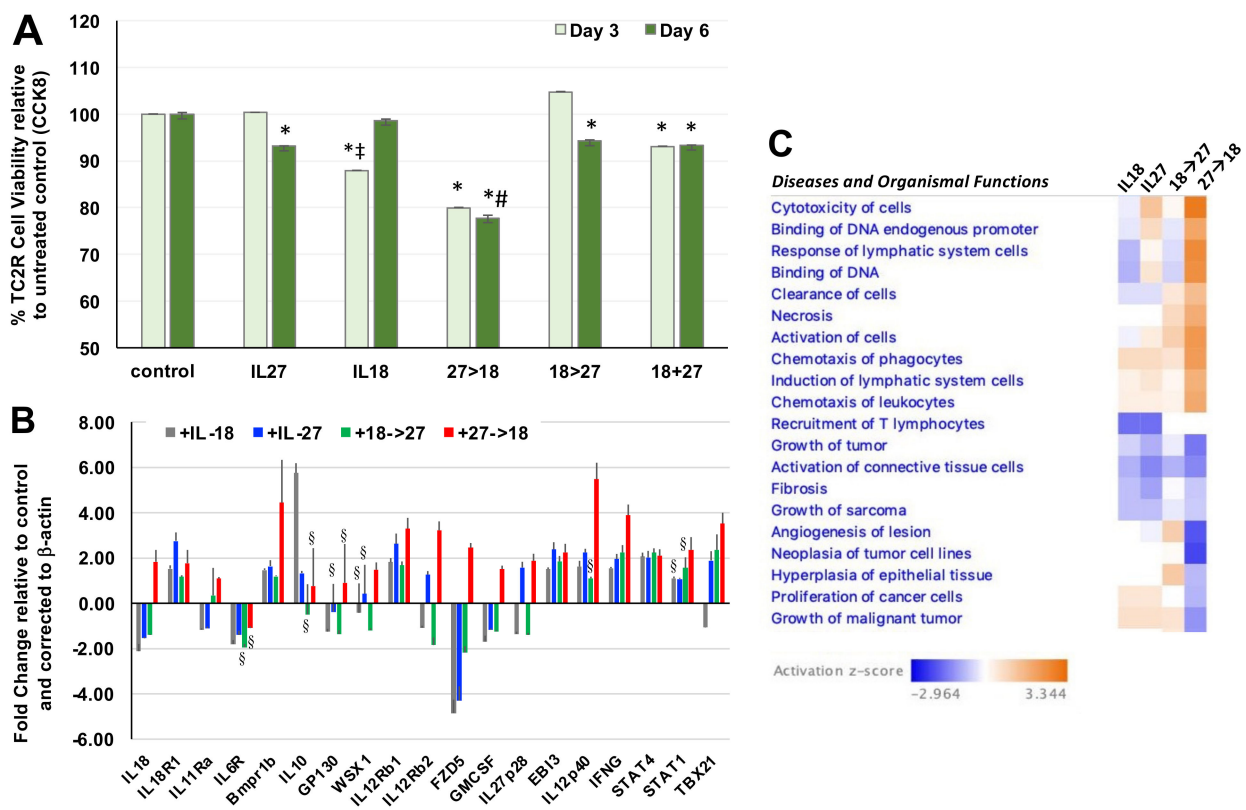 A
% TC2R Cell Viability relative
to untreated control (CCK8)
120
110
100
90
80
70
60
50
Day 3
Day 6
*
*‡
*
*#
*
*
*
control
IL27
IL18
27>18
18>27
18+27
B
Fold Change relative to control
and corrected to β-actin
8.00
6.00
4.00
2.00
0.00
-2.00
-4.00
-6.00
+IL-18
+IL-27
+18->27
+27->18
§
§
§
§
§
§
§
§
§
§
§
IL18
IL18R1
IL11Ra
IL6R
Bmpr1b
IL10
GP130
WSX1
IL12Rb1
IL12Rb2
FZD5
GMCSF
IL27p28
EBI3
IL12p40
IFNG
STAT4
STAT1
TBX21
C
Diseases and Organismal Functions
IL18
IL27
18→27
27→18
Cytotoxicity of cells
Binding of DNA endogenous promoter
Response of lymphatic system cells
Binding of DNA
Clearance of cells
Necrosis
Activation of cells
Chemotaxis of phagocytes
Induction of lymphatic system cells
Chemotaxis of leukocytes
Recruitment of T lymphocytes
Growth of tumor
Activation of connective tissue cells
Fibrosis
Growth of sarcoma
Angiogenesis of lesion
Neoplasia of tumor cell lines
Hyperplasia of epithelial tissue
Proliferation of cancer cells
Growth of malignant tumor
Activation z-score
-2.964
3.344